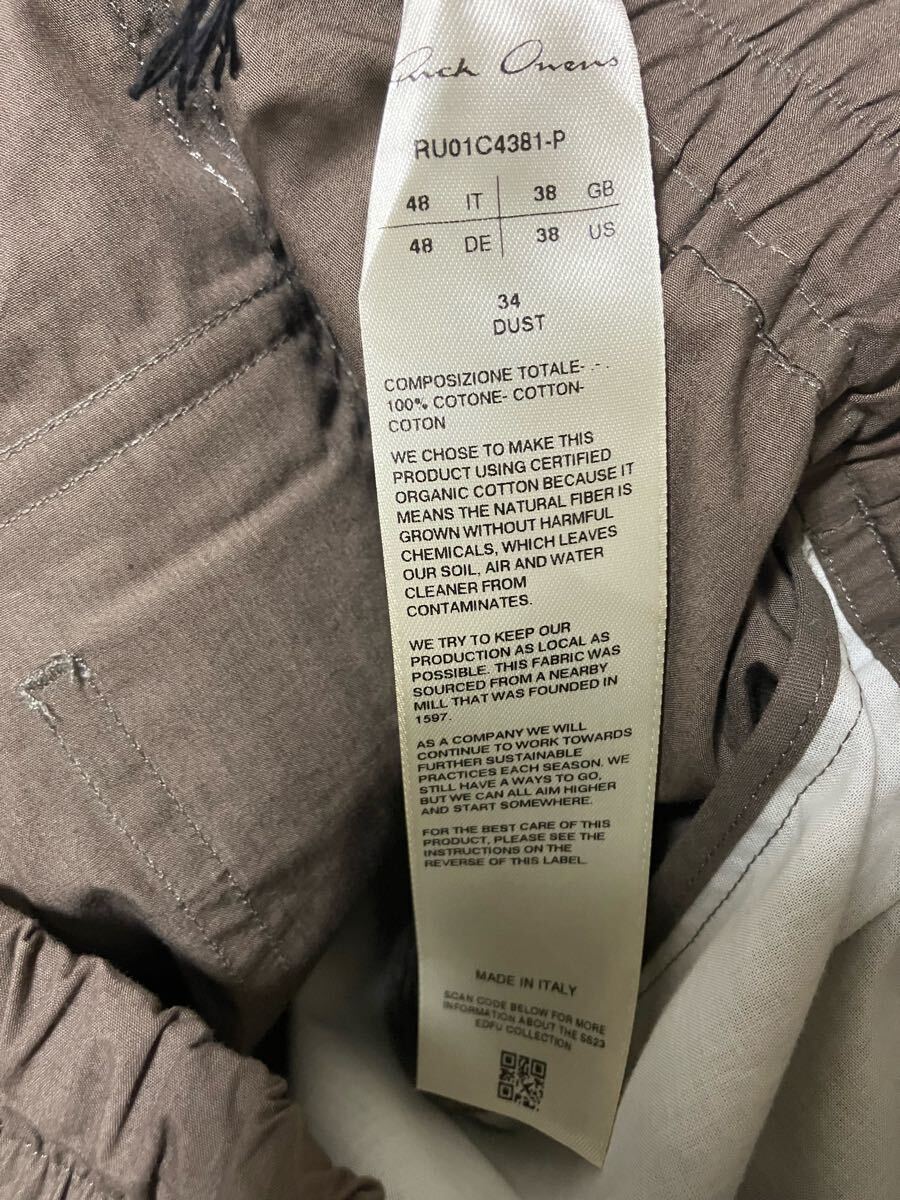 Rick Owens
RU01C4381-P
48 IT 38 GB
48 DE 38 US
34
DUST
COMPOSIZIONE TOTALE- - .
100% COTONE- COTTON-
COTON
WE CHOSE TO MAKE THIS
PRODUCT USING CERTIFIED
ORGANIC COTTON BECAUSE IT
MEANS THE NATURAL FIBER IS
GROWN WITHOUT HARMFUL
CHEMICALS, WHICH LEAVES
OUR SOIL, AIR AND WATER
CLEANER FROM
CONTAMINATES.
WE TRY TO KEEP OUR
PRODUCTION AS LOCAL AS
POSSIBLE. THIS FABRIC WAS
SOURCED FROM A NEARBY
MILL THAT WAS FOUNDED IN
1597.
AS A COMPANY WE WILL
CONTINUE TO WORK TOWARDS
FURTHER SUSTAINABLE
PRACTICES EACH SEASON. WE
STILL HAVE A WAYS TO GO,
BUT WE CAN ALL AIM HIGHER
AND START SOMEWHERE.
FOR THE BEST CARE OF THIS
PRODUCT, PLEASE SEE THE
INSTRUCTIONS ON THE
REVERSE OF THIS LABEL.
MADE IN ITALY
SCAN CODE BELOW FOR MORE
INFORMATION ABOUT THE SS23
EDFU COLLECTION